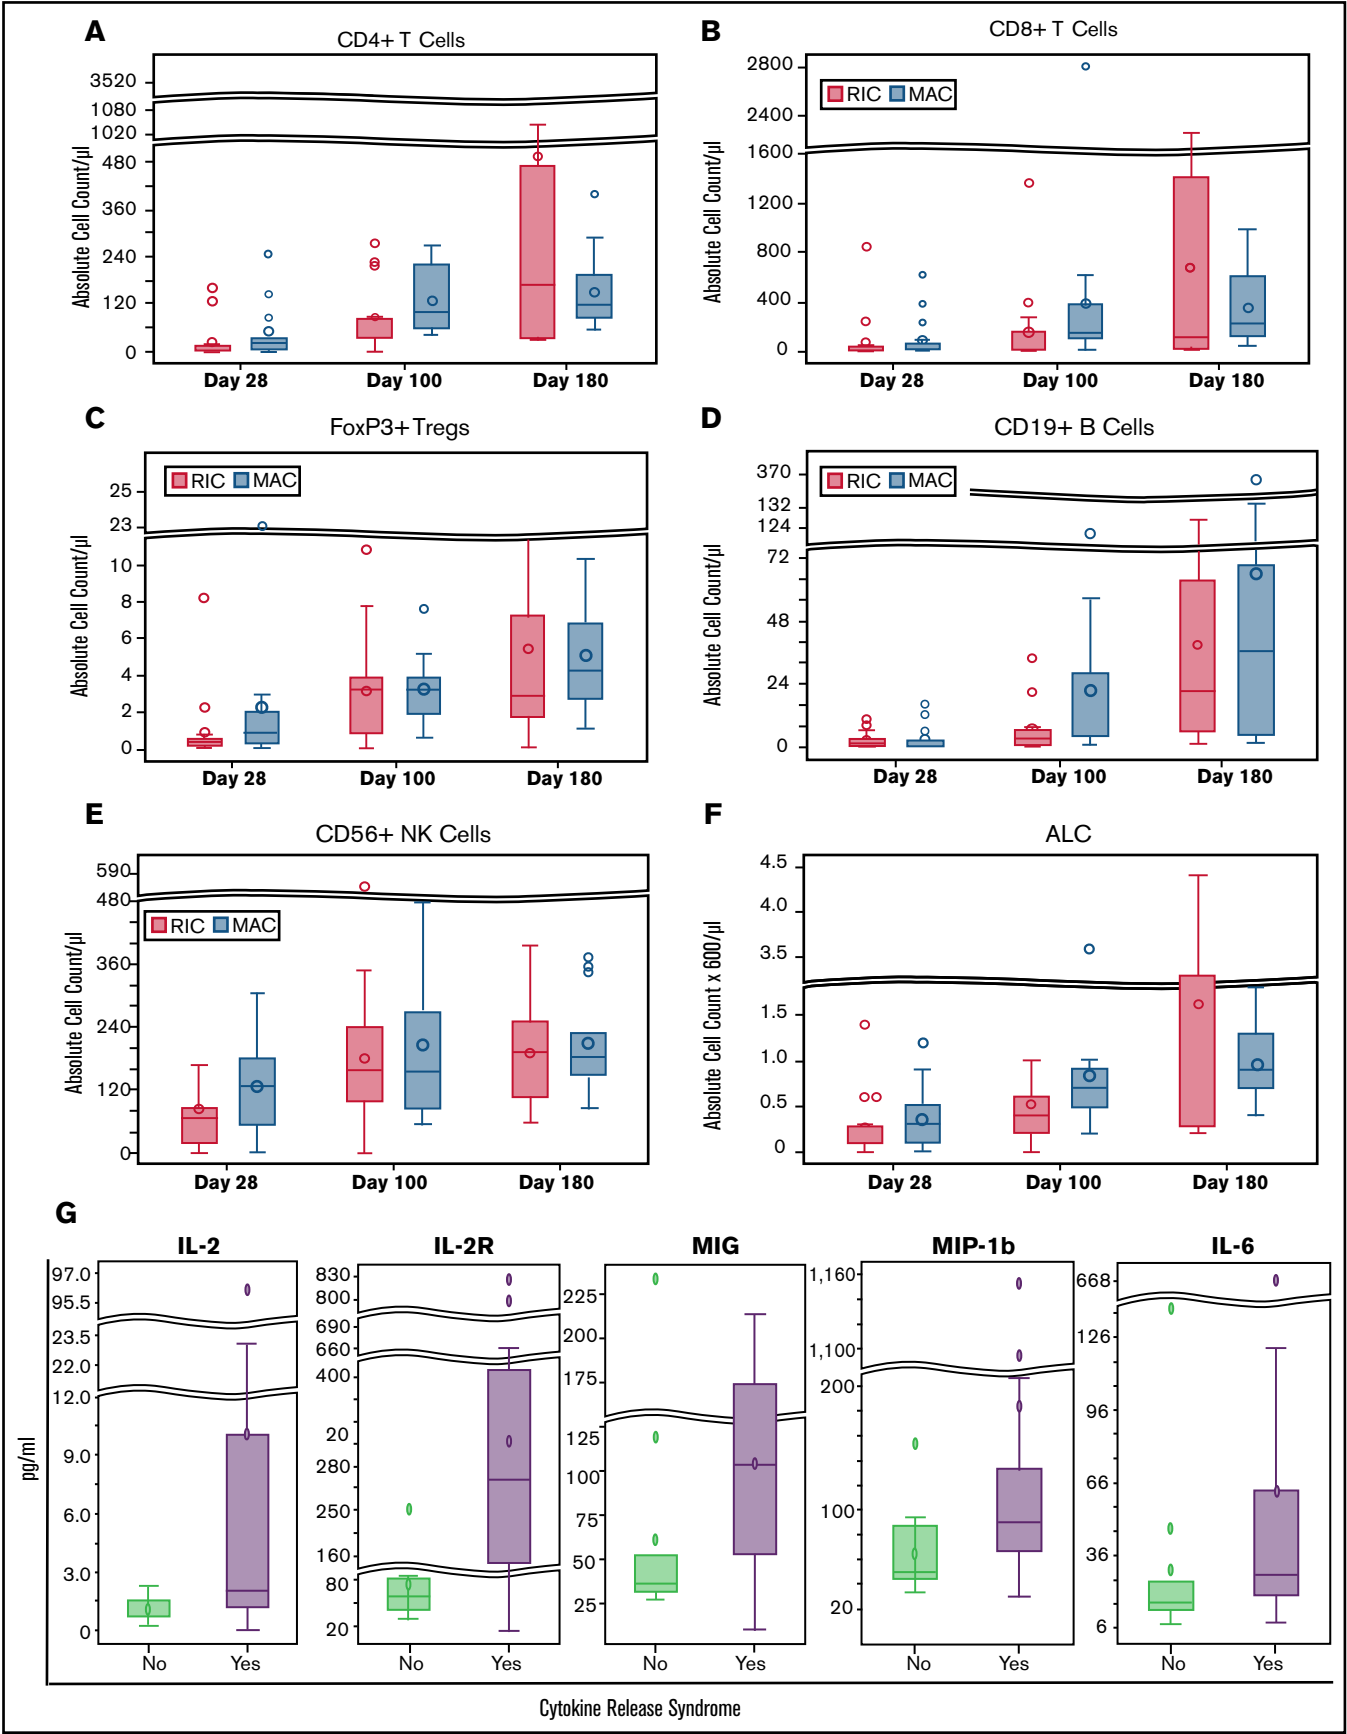 A
CD4+ T Cells
Absolute Cell Count/µl
3520
1080
1020
480
360
240
120
0
Day 28
Day 100
Day 180
B
CD8+ T Cells
Absolute Cell Count/µl
2800
2400
1600
1200
800
400
0
RIC MAC
Day 28
Day 100
Day 180
C
FoxP3+Tregs
Absolute Cell Count/µl
25
23
10
8
6
4
2
0
RIC MAC
Day 28
Day 100
Day 180
D
CD19+ B Cells
Absolute Cell Count/µl
370
132
124
72
48
24
0
RIC MAC
Day 28
Day 100
Day 180
E
CD56+ NK Cells
Absolute Cell Count/µl
590
480
360
240
120
0
RIC MAC
Day 28
Day 100
Day 180
F
ALC
Absolute Cell Count x 600/µl
4.5
4.0
3.5
1.5
1.0
0.5
0
Day 28
Day 100
Day 180
G
pg/ml
IL-2
97.0
95.5
23.5
22.0
12.0
9.0
6.0
3.0
0
No Yes
IL-2R
830
800
690
660
400
20
280
250
160
80
20
No Yes
MIG
225
200
175
125
100
75
50
25
No Yes
MIP-1b
1,160
1,100
200
100
20
No Yes
IL-6
668
126
96
66
36
6
No Yes
Cytokine Release Syndrome